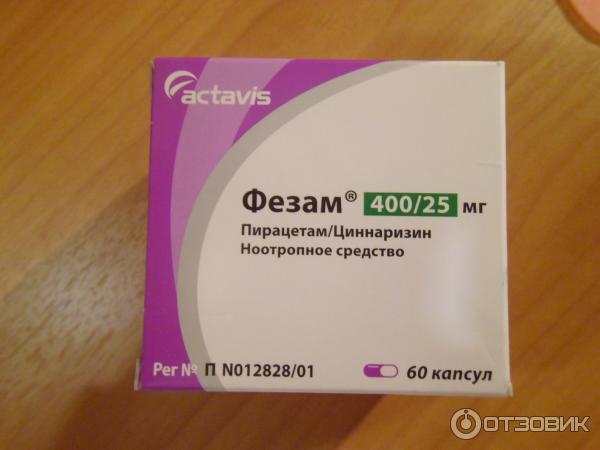 actavis
Фезам® 400/25 мг
Пирацетам/Циннаризин
Ноотропное средство
Рег № П N012828/01
60 капсул
ОТЗОВИК